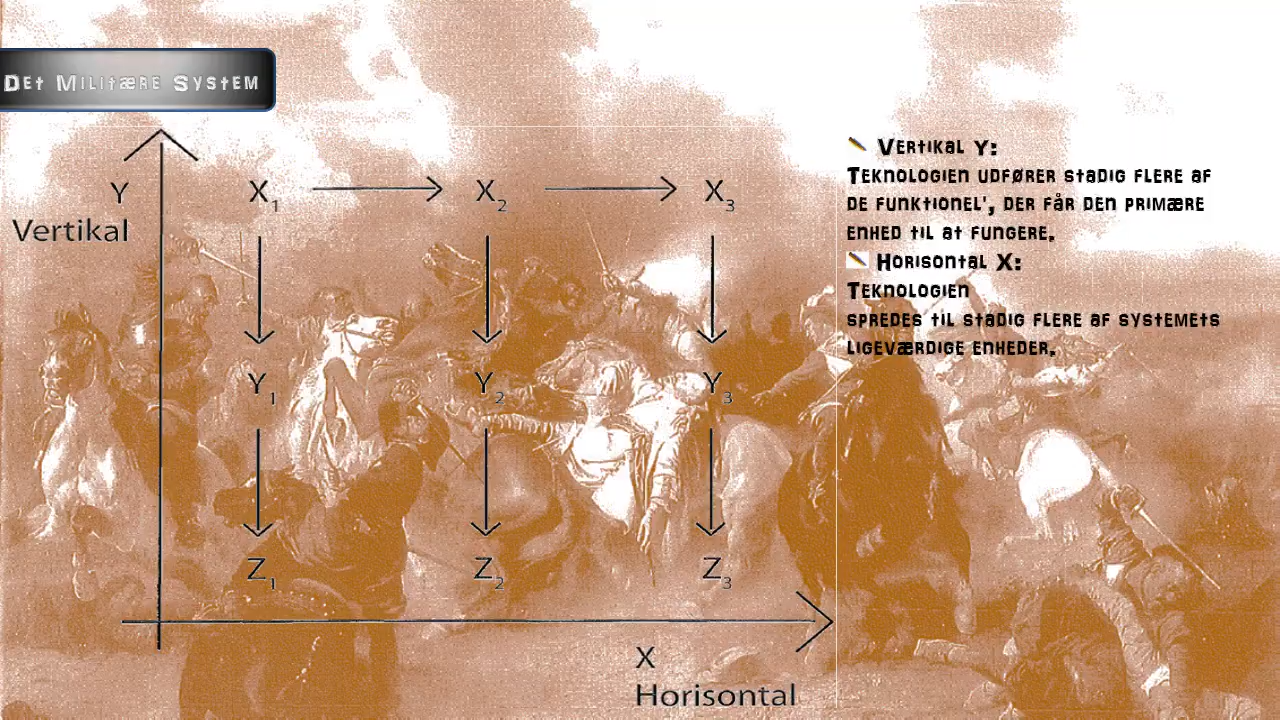 Det Militære System
Y
Vertikal
X1
X2
X3
Y1
Y2
Y3
Z1
Z2
Z3
X
Horisontal
Vertikal Y:
Teknologien udfører stadig flere af
de funktionel', der får den primære
enhed til at fungere.
Horisontal X:
Teknologien
spredes til stadig flere af systemets
ligeværdige enheder.